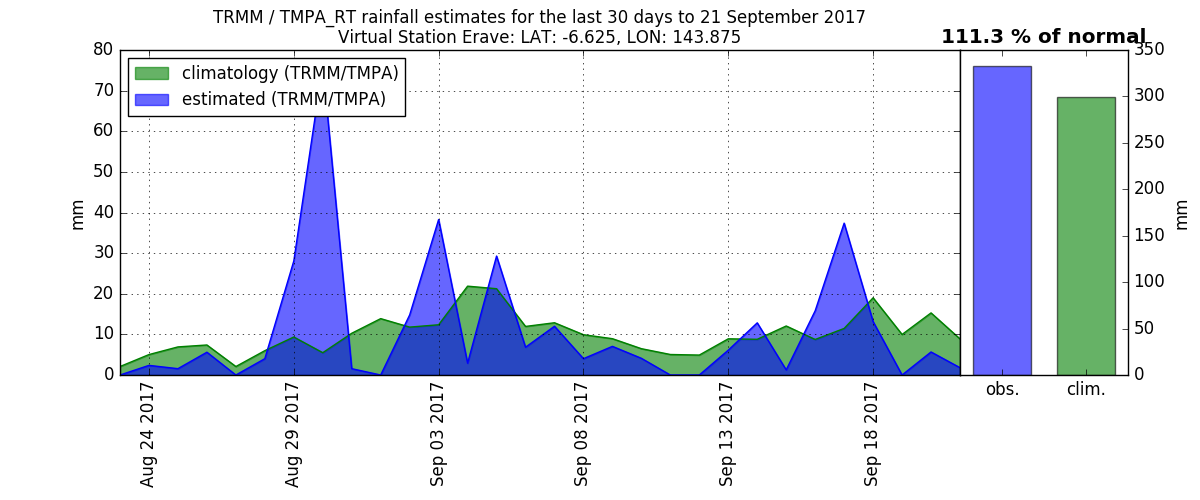 TRMM / TMPA_RT rainfall estimates for the last 30 days to 21 September 2017
Virtual Station Erave: LAT: -6.625, LON: 143.875
111.3 % of normal
climatology (TRMM/TMPA)
estimated (TRMM/TMPA)
mm
80
70
60
50
40
30
20
10
0
Aug 24 2017
Aug 29 2017
Sep 03 2017
Sep 08 2017
Sep 13 2017
Sep 18 2017
350
300
250
200
150
100
50
0
mm
obs.
clim.